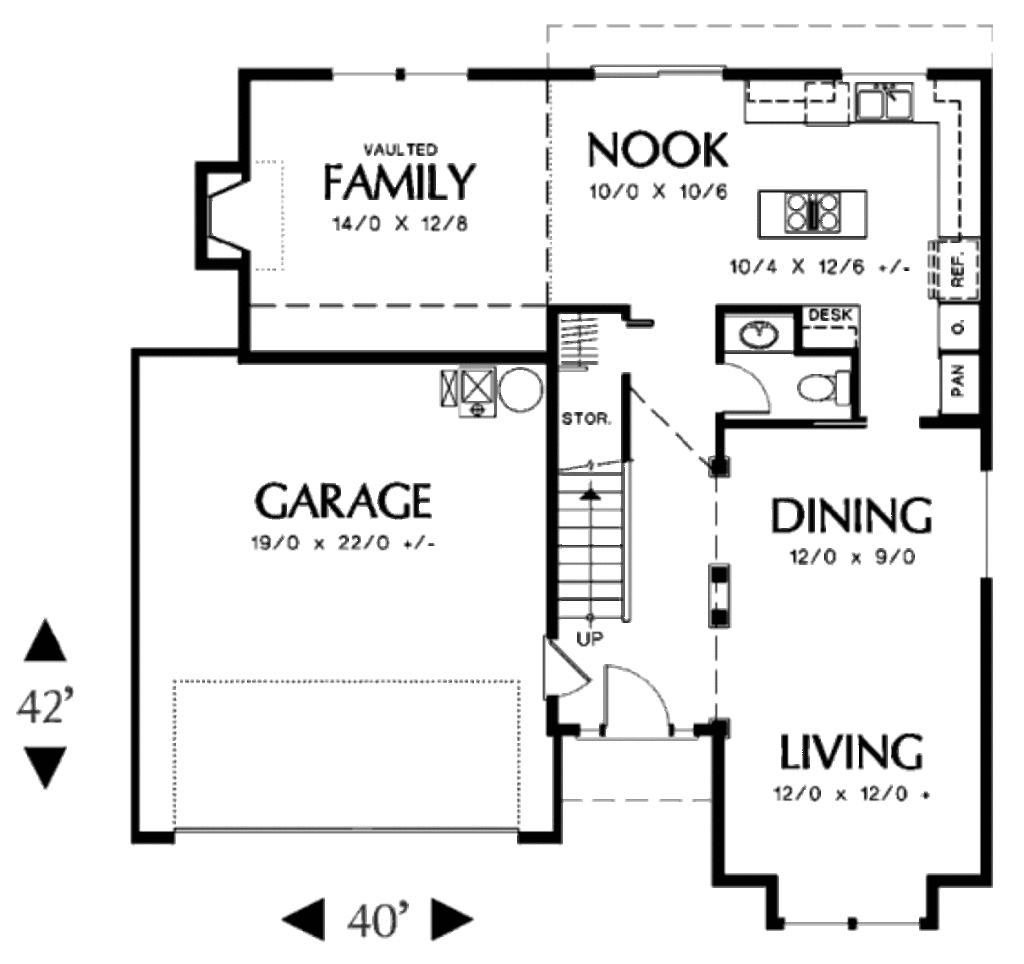 VAULTED
FAMILY
14/0 X 12/8
NOOK
10/0 X 10/6
10/4 X 12/6 +/-
REF.
DESK
O.
PAN
STOR.
GARAGE
19/0 x 22/0 +/-
DINING
12/0 x 9/0
UP
42'
LIVING
12/0 x 12/0 +
40'